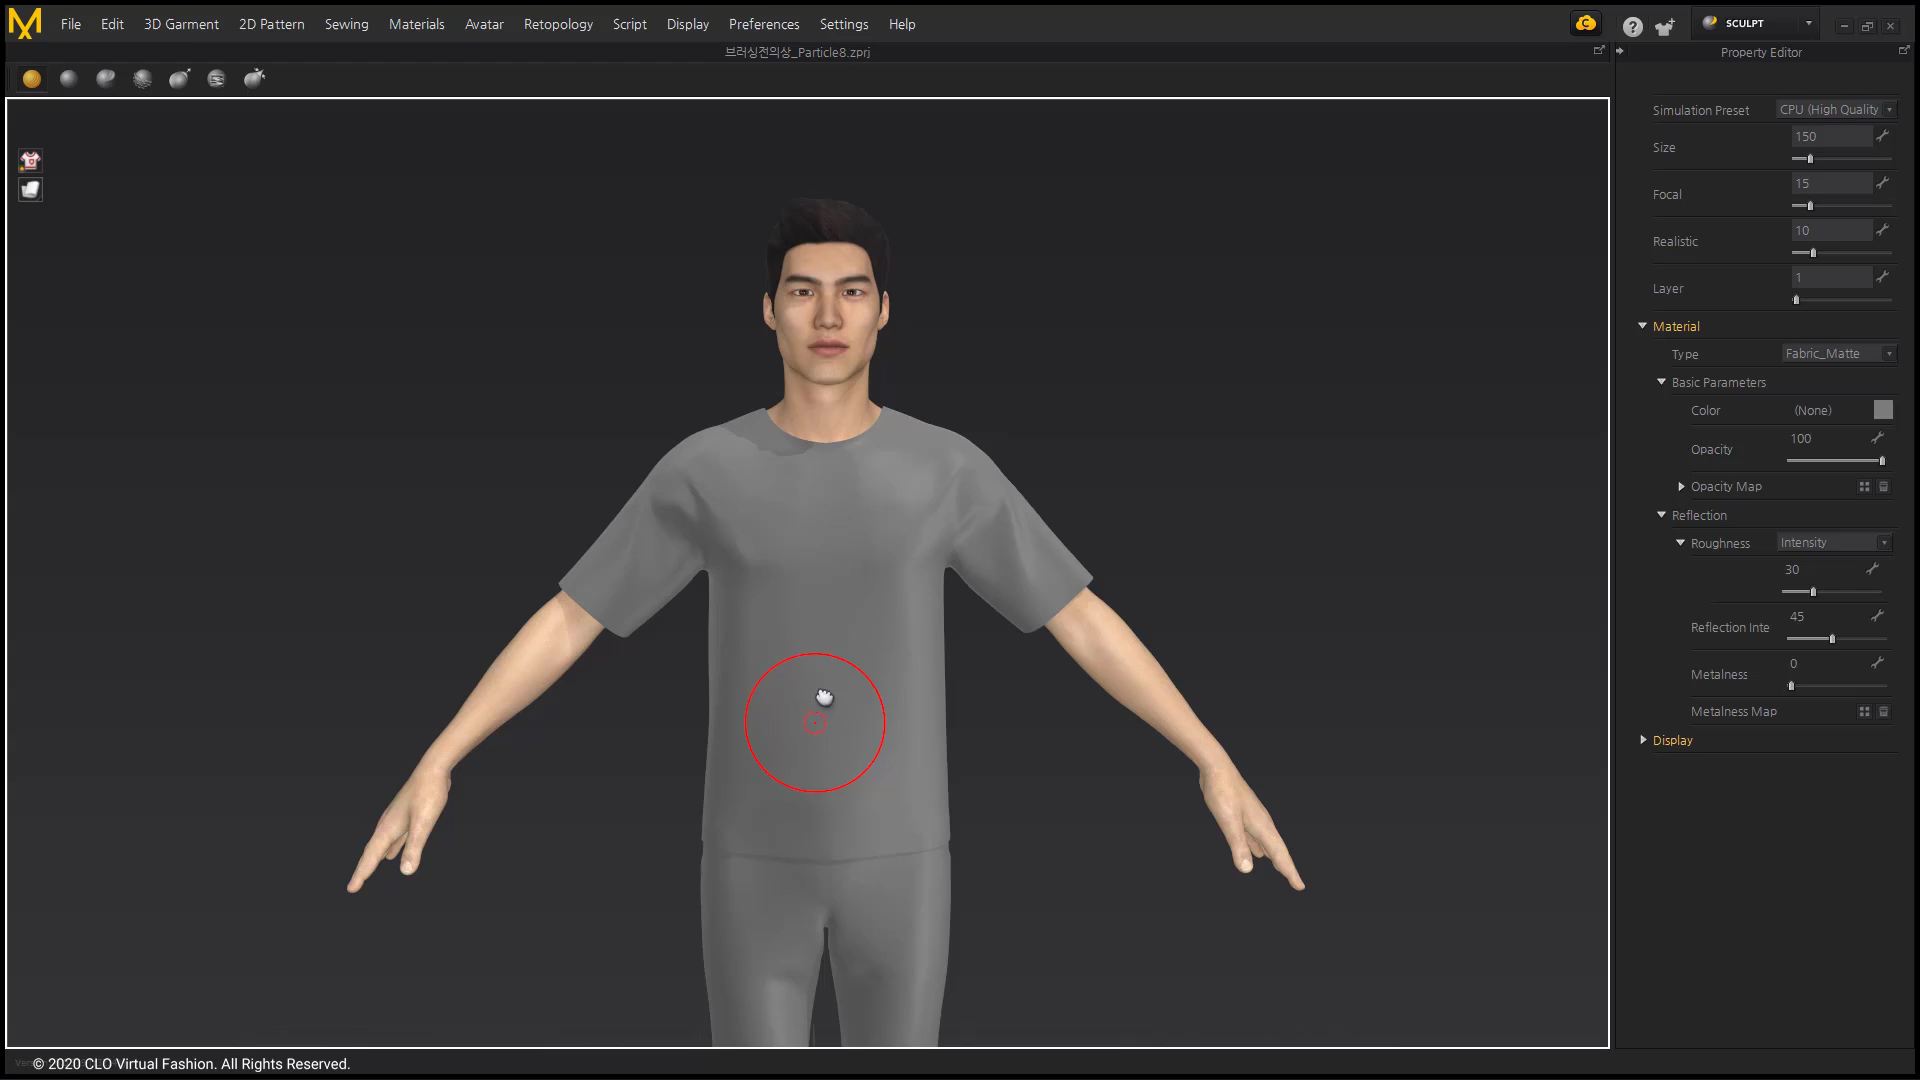 File Edit 3D Garment 2D Pattern Sewing Materials Avatar Retopology Script Display Preferences Settings Help
SCULPT
브러싱전의상_Particle8.zprj
Property Editor
Simulation Preset CPU (High Quality
Size 150
Focal 15
Realistic 10
Layer 1
Material
Type Fabric_Matte
Basic Parameters
Color (None)
Opacity 100
Opacity Map
Reflection
Roughness Intensity
30
Reflection Inte 45
Metalness 0
Metalness Map
Display
© 2020 CLO Virtual Fashion. All Rights Reserved.